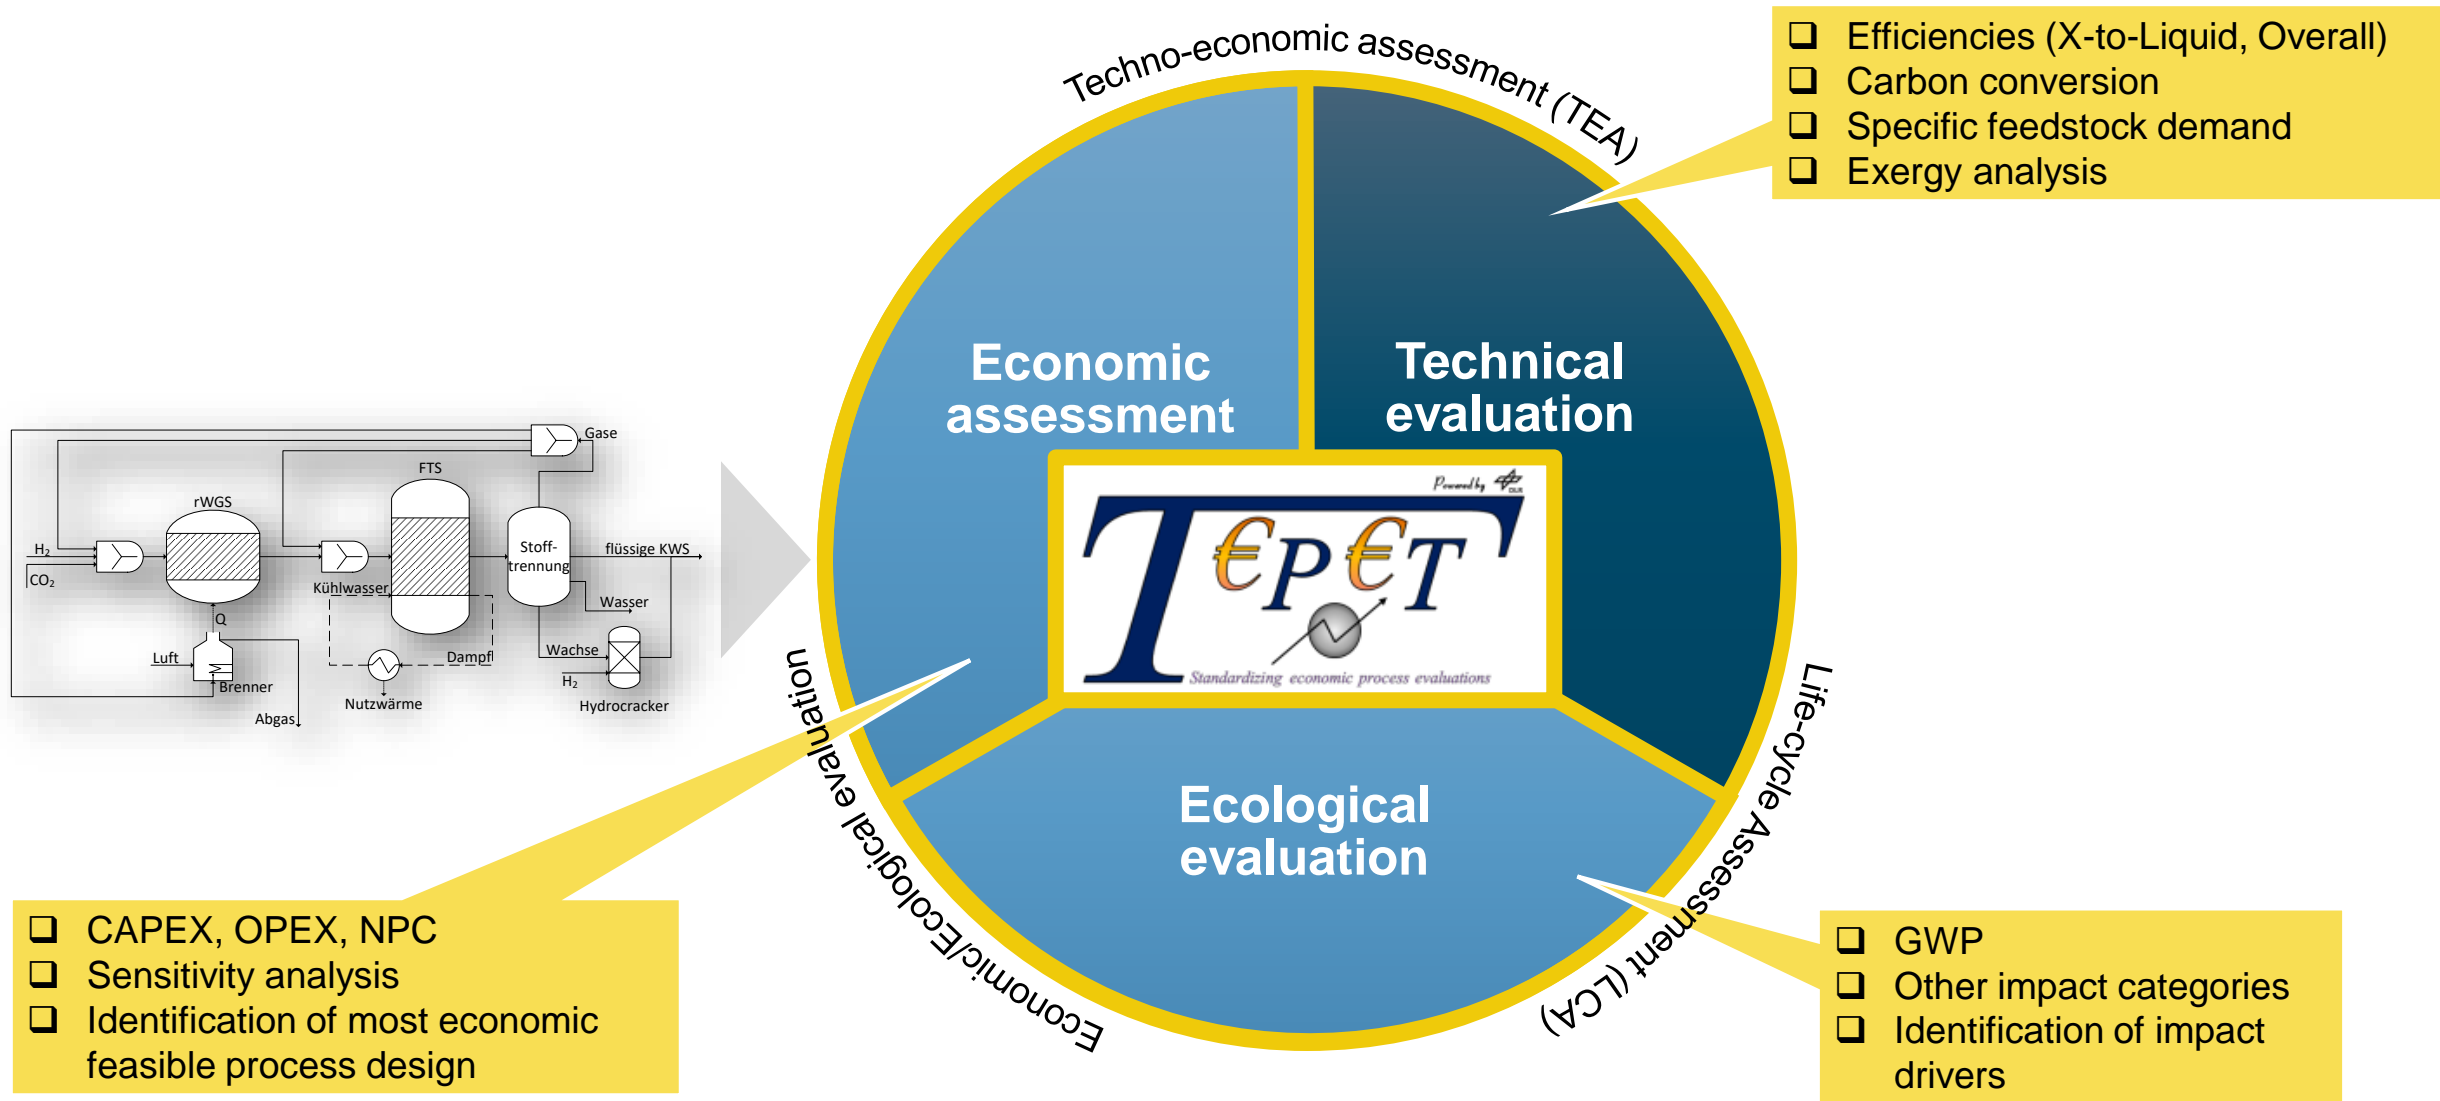 Techno-economic assessment (TEA)
Efficiencies (X-to-Liquid, Overall)
Carbon conversion
Specific feedstock demand
Exergy analysis
Economic
assessment
Technical
evaluation
Powered by
DLR
T€P€T
Standardizing economic process evaluations
Gase
FTS
rWGS
H₂
CO₂
Stoff-
trennung
flüssige KWS
Kühlwasser
Wasser
Q
Luft
Brenner
Dampf
Wachse
H₂
Nutzwärme
Hydrocracker
Abgas
Ecological
evaluation
Economic/Ecological evaluation
Life-cycle Assessment (LCA)
CAPEX, OPEX, NPC
Sensitivity analysis
Identification of most economic
feasible process design
GWP
Other impact categories
Identification of impact
drivers